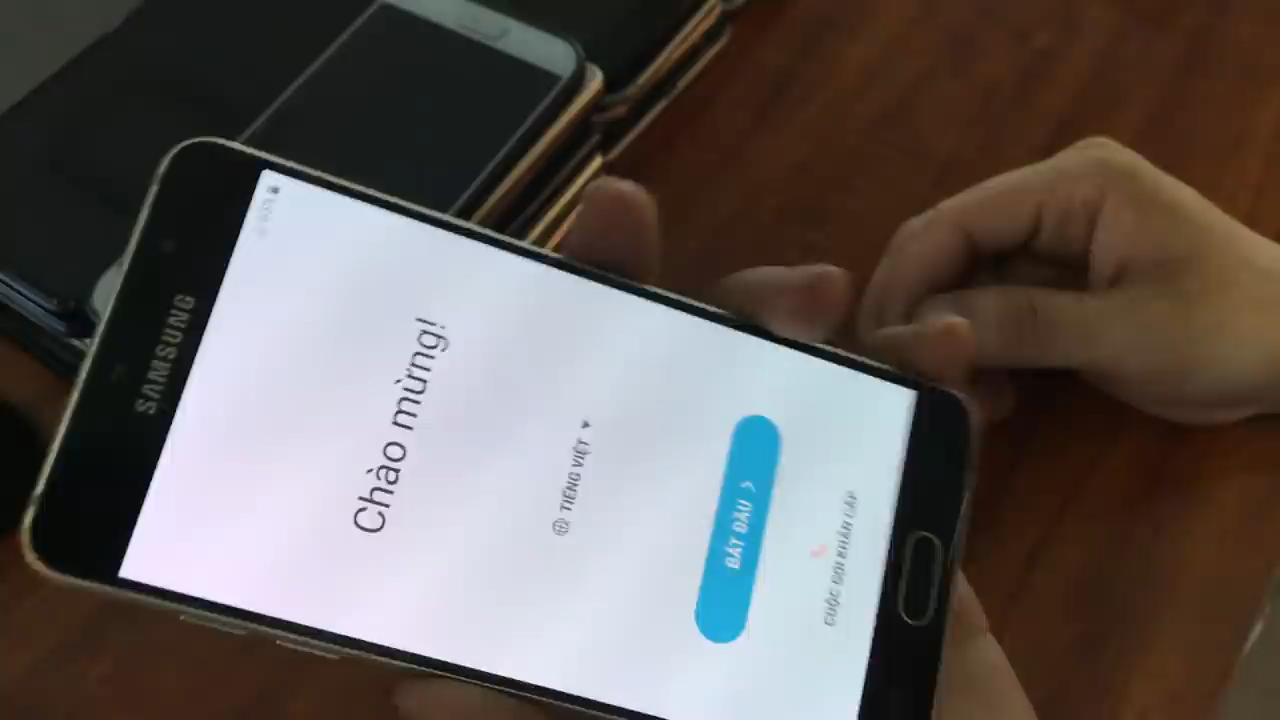 SAMSUNG
Chào mừng!
TIẾNG VIỆT
BẮT ĐẦU
CUỘC GỌI KHẨN CẤP